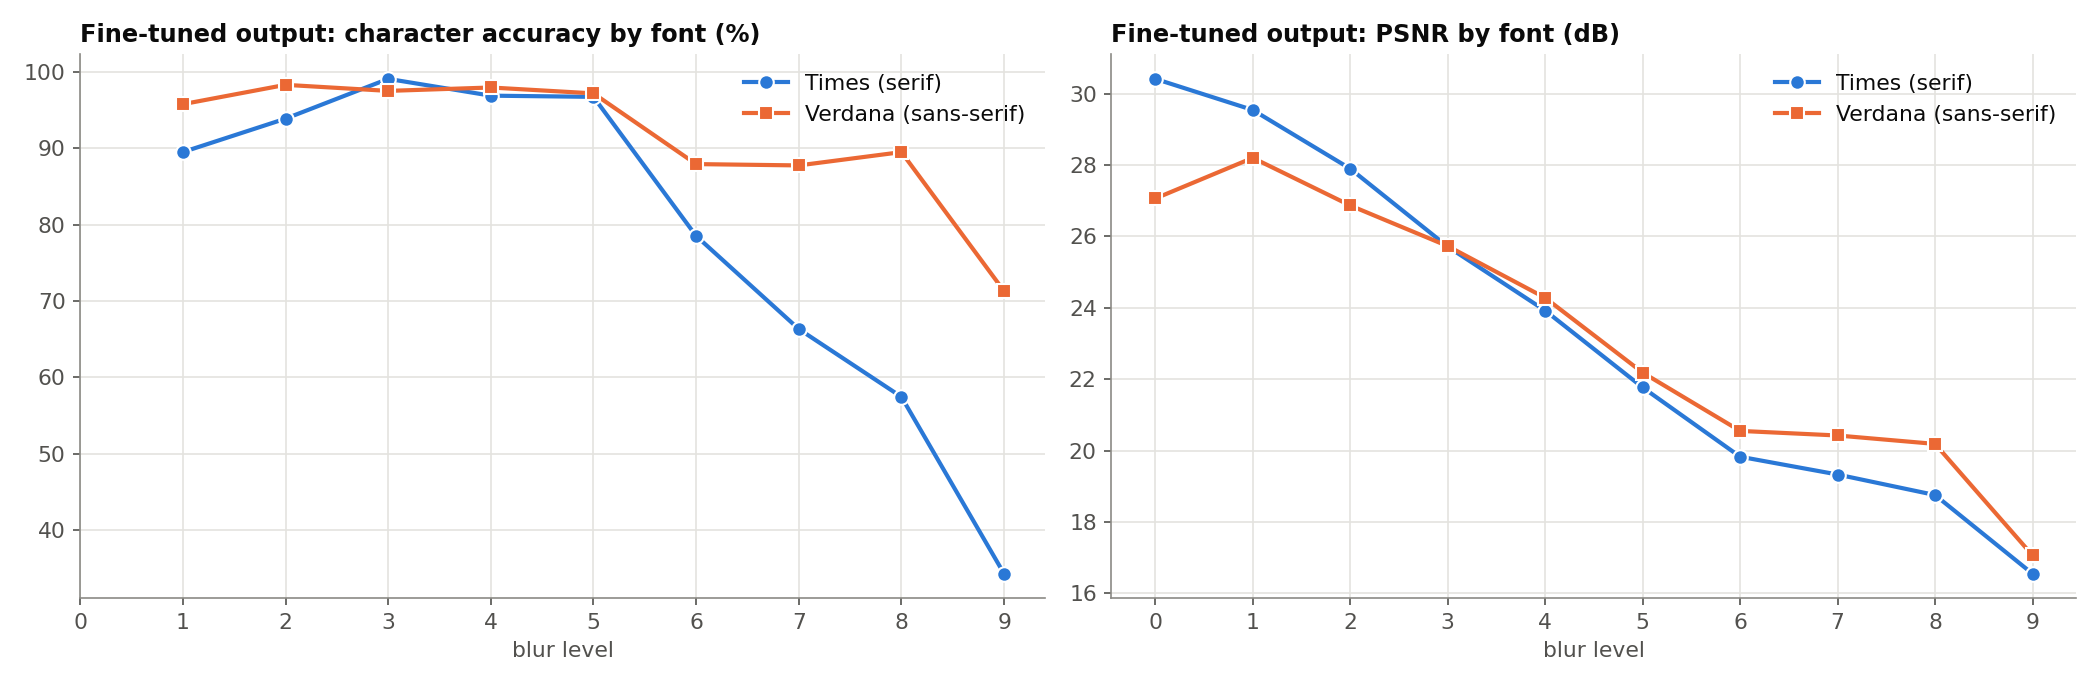 Fine-tuned output: character accuracy by font (%)
Times (serif)
Verdana (sans-serif)
100
90
80
70
60
50
40
0 1 2 3 4 5 6 7 8 9
blur level
Fine-tuned output: PSNR by font (dB)
Times (serif)
Verdana (sans-serif)
30
28
26
24
22
20
18
16
0 1 2 3 4 5 6 7 8 9
blur level